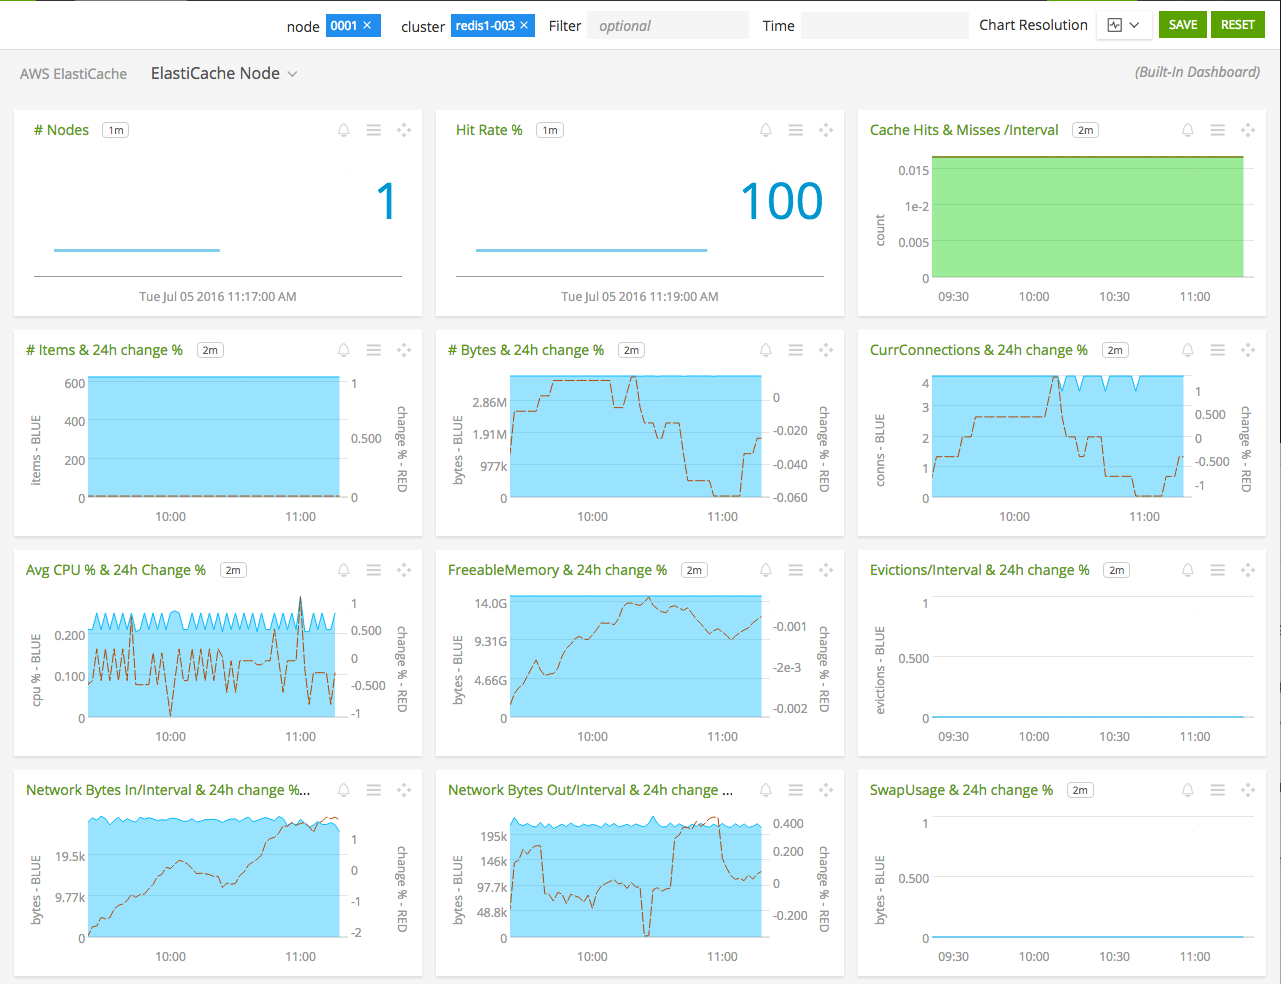 node 0001 × cluster redis1-003 × Filter optional Time Chart Resolution SAVE RESET
AWS ElastiCache ElastiCache Node (Built-In Dashboard)
# Nodes 1m
1
Tue Jul 05 2016 11:17:00 AM
Hit Rate % 1m
100
Tue Jul 05 2016 11:19:00 AM
Cache Hits & Misses /Interval 2m
count
0.015
1e-2
0.005
0
09:30 10:00 10:30 11:00
# Items & 24h change % 2m
items - BLUE
600
400
200
0
1
0.500
0
change % - RED
10:00 11:00
# Bytes & 24h change % 2m
bytes - BLUE
2.86M
1.91M
977k
0
0
-0.020
-0.040
-0.060
change % - RED
10:00 11:00
CurrConnections & 24h change % 2m
conns - BLUE
4
3
2
1
0
1
0.500
0
-0.500
-1
change % - RED
10:00 11:00
Avg CPU % & 24h Change % 2m
cpu % - BLUE
0.200
0.100
0
1
0.500
0
-0.500
-1
change % - RED
10:00 11:00
FreeableMemory & 24h change % 2m
bytes - BLUE
14.0G
9.31G
4.66G
0
-0.001
-2e-3
-0.002
change % - RED
10:00 11:00
Evictions/Interval & 24h change % 2m
evictions - BLUE
1
0.500
0
09:30 10:00 10:30 11:00
Network Bytes In/Interval & 24h change %...
bytes - BLUE
19.5k
9.77k
0
1
0
-1
-2
change % - RED
10:00 11:00
Network Bytes Out/Interval & 24h change ...
bytes - BLUE
195k
146k
97.7k
48.8k
0
0.400
0.200
0
-0.200
change % - RED
10:00 11:00
SwapUsage & 24h change % 2m
bytes - BLUE
1
0.500
0
09:30 10:00 10:30 11:00